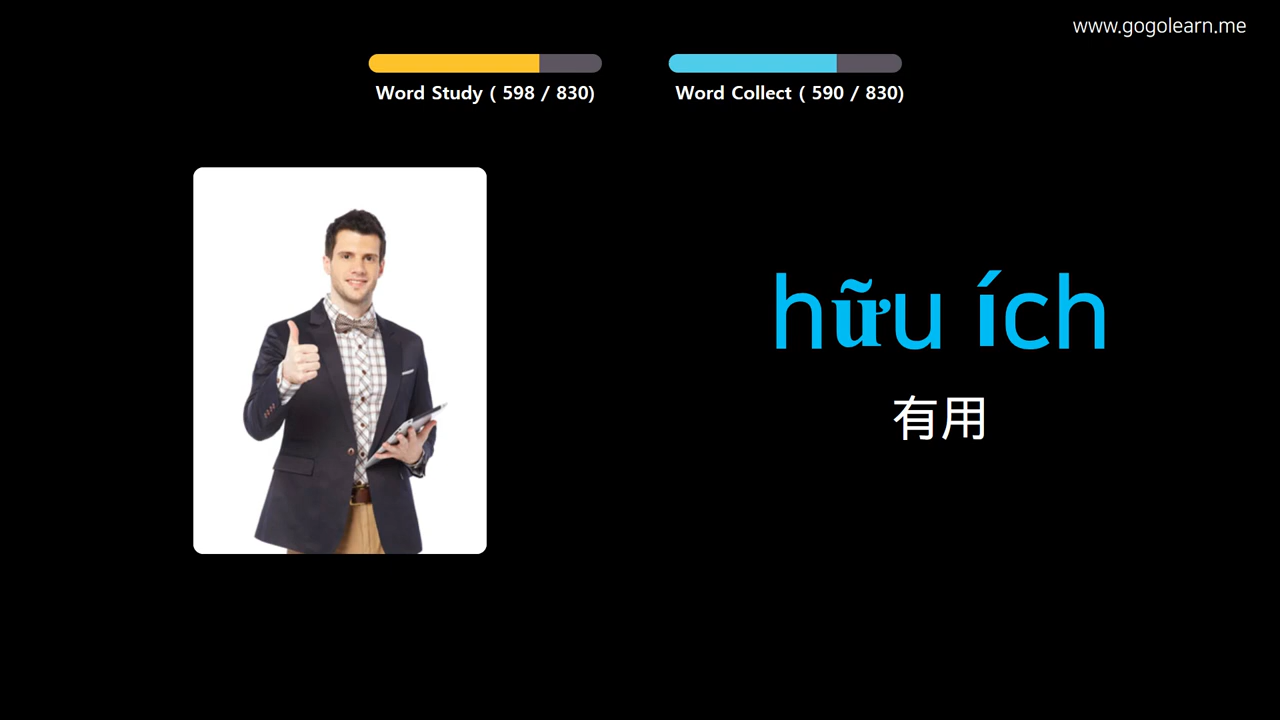 www.gogolearn.me
Word Study ( 598 / 830)
Word Collect ( 590 / 830)
hữu ích
有用